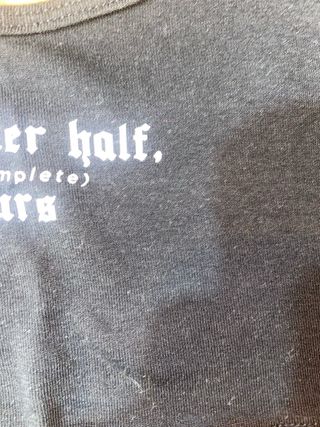 er half,
mplete)
urs